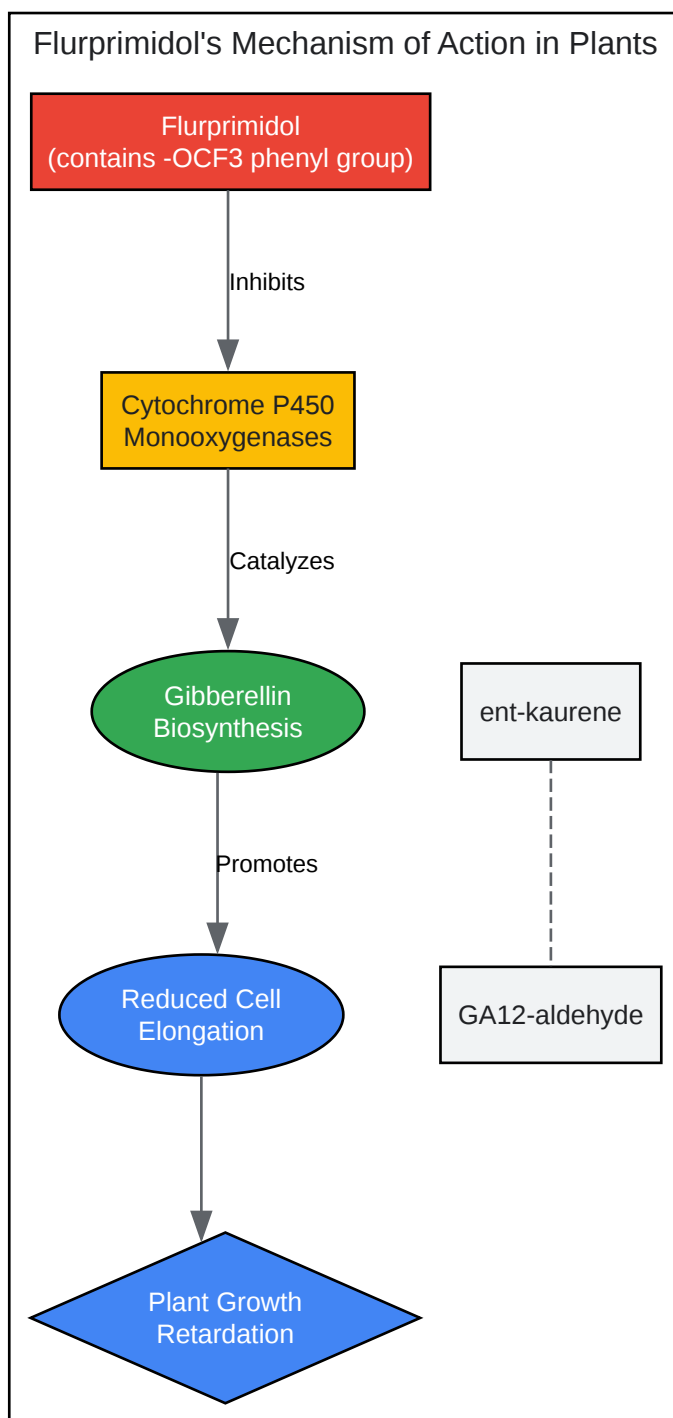 Flurprimidol's Mechanism of Action in Plants
Flurprimidol
(contains -OCF3 phenyl group)
Inhibits
Cytochrome P450
Monooxygenases
Catalyzes
Gibberellin
Biosynthesis
ent-kaurene
Promotes
Reduced Cell
Elongation
GA12-aldehyde
Plant Growth
Retardation